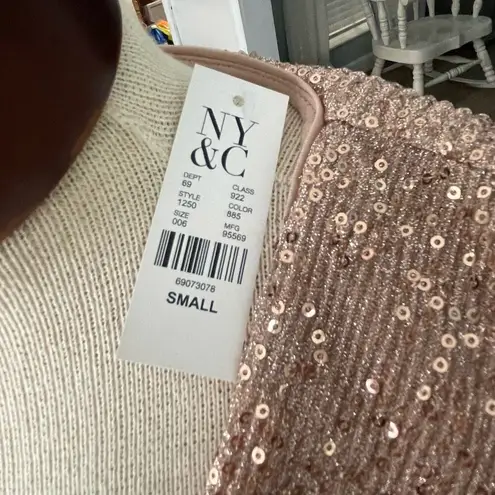 NY
&C
DEPT CLASS
69 922
STYLE COLOR
1250 885
SIZE MFG
006 95569
69073078
SMALL